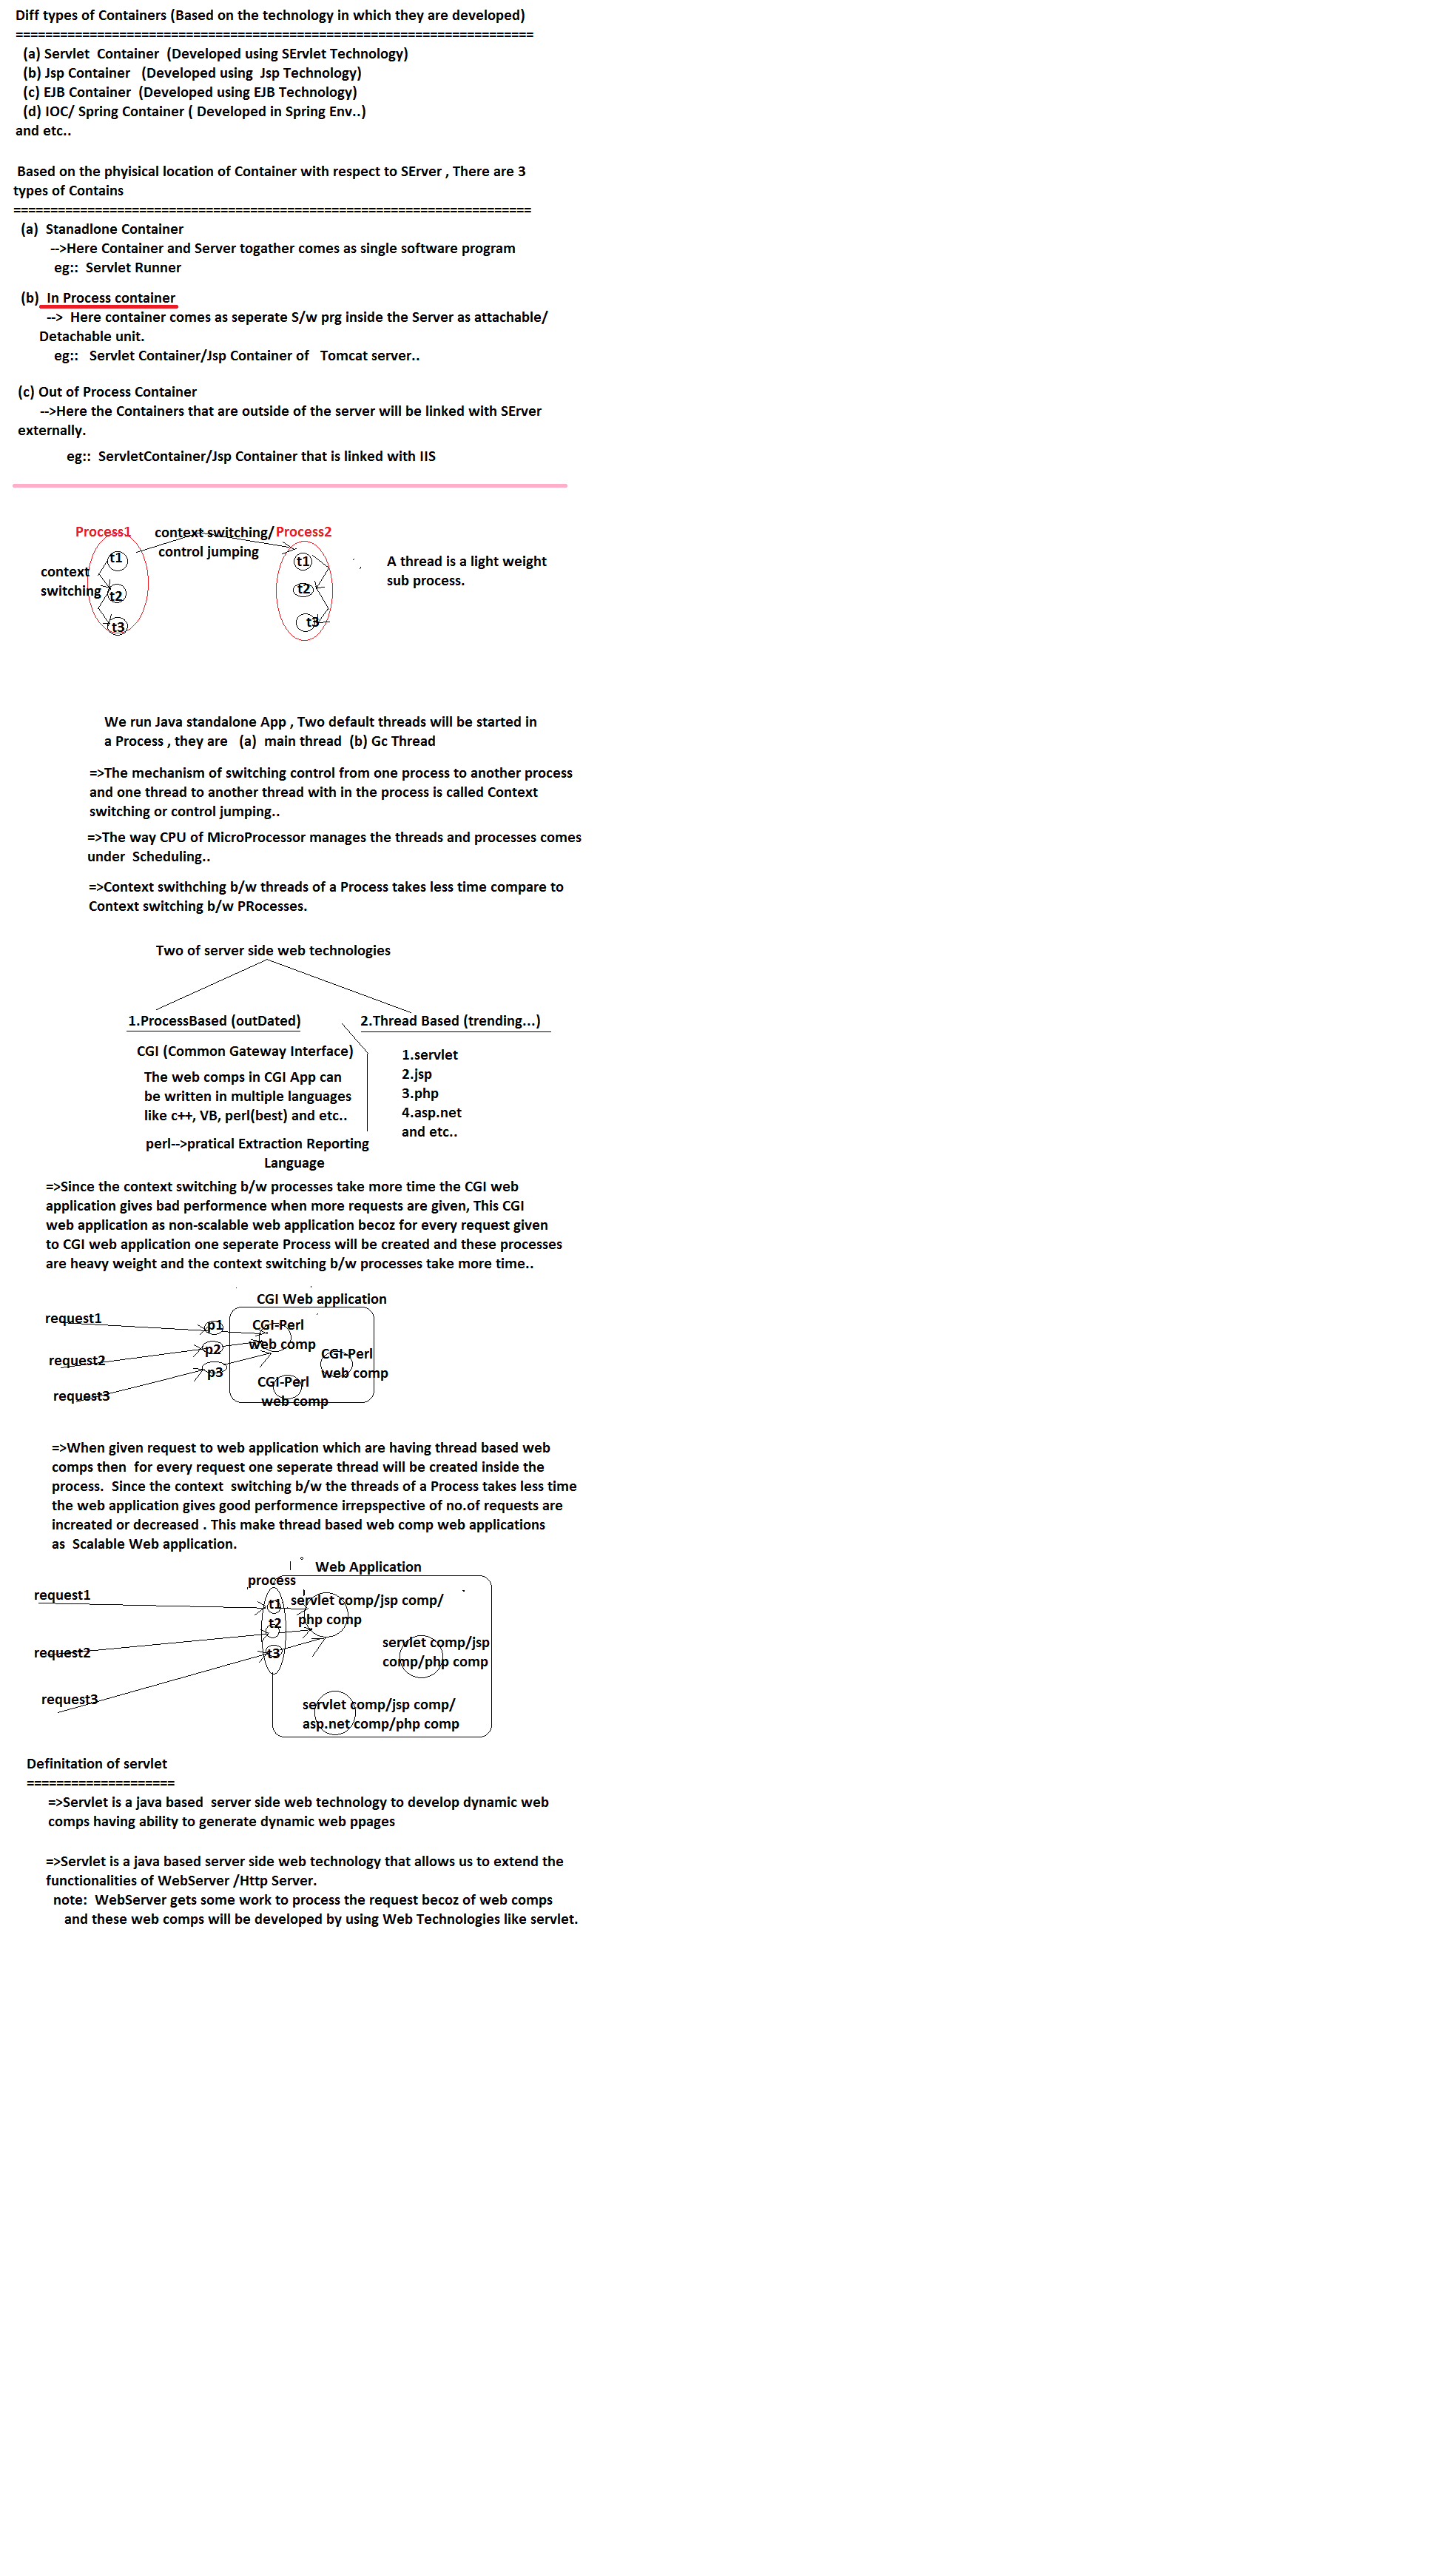 Diff types of Containers (Based on the technology in which they are developed)
======================================================================
(a) Servlet Container (Developed using SErvlet Technology)
(b) Jsp Container (Developed using Jsp Technology)
(c) EJB Container (Developed using EJB Technology)
(d) IOC/ Spring Container ( Developed in Spring Env..)
and etc..
Based on the phyisical location of Container with respect to SErver , There are 3
types of Contains
======================================================================
(a) Stanadlone Container
-->Here Container and Server togather comes as single software program
eg:: Servlet Runner
(b) In Process container
--> Here container comes as seperate S/w prg inside the Server as attachable/
Detachable unit.
eg:: Servlet Container/Jsp Container of Tomcat server..
(c) Out of Process Container
-->Here the Containers that are outside of the server will be linked with SErver
externally.
eg:: ServletContainer/Jsp Container that is linked with IIS
Process1
context switching/
control jumping
Process2
context
switching
t1
t2
t3
t1
t2
t3
A thread is a light weight
sub process.
We run Java standalone App , Two default threads will be started in
a Process , they are (a) main thread (b) Gc Thread
=>The mechanism of switching control from one process to another process
and one thread to another thread with in the process is called Context
switching or control jumping..
=>The way CPU of MicroProcessor manages the threads and processes comes
under Scheduling..
=>Context swithching b/w threads of a Process takes less time compare to
Context switching b/w PRocesses.
Two of server side web technologies
1.ProcessBased (outDated)
CGI (Common Gateway Interface)
The web comps in CGI App can
be written in multiple languages
like c++, VB, perl(best) and etc..
perl-->pratical Extraction Reporting
Language
2.Thread Based (trending...)
1.servlet
2.jsp
3.php
4.asp.net
and etc..
=>Since the context switching b/w processes take more time the CGI web
application gives bad performence when more requests are given, This CGI
web application as non-scalable web application becoz for every request given
to CGI web application one seperate Process will be created and these processes
are heavy weight and the context switching b/w processes take more time..
CGI Web application
request1
request2
request3
p1
p2
p3
CGI-Perl
web comp
CGI-Perl
web comp
CGI-Perl
web comp
=>When given request to web application which are having thread based web
comps then for every request one seperate thread will be created inside the
process. Since the context switching b/w the threads of a Process takes less time
the web application gives good performence irrepspective of no.of requests are
increated or decreased . This make thread based web comp web applications
as Scalable Web application.
Web Application
process
request1
request2
request3
t1
t2
t3
servlet comp/jsp comp/
php comp
servlet comp/jsp
comp/php comp
servlet comp/jsp comp/
asp.net comp/php comp
Definitation of servlet
====================
=>Servlet is a java based server side web technology to develop dynamic web
comps having ability to generate dynamic web ppages
=>Servlet is a java based server side web technology that allows us to extend the
functionalities of WebServer /Http Server.
note: WebServer gets some work to process the request becoz of web comps
and these web comps will be developed by using Web Technologies like servlet.